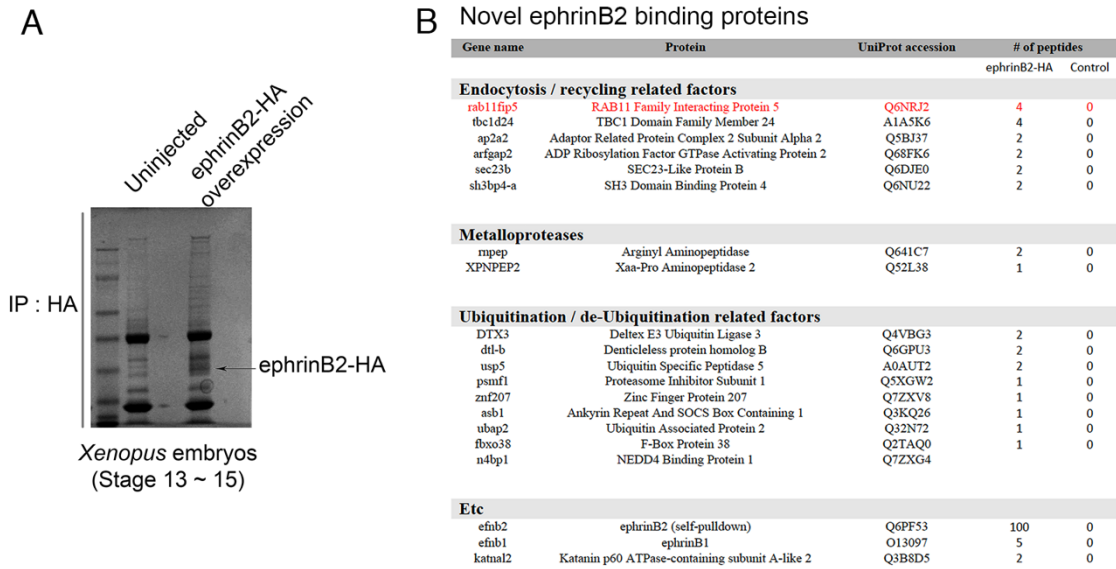 A
Uninjected
ephrinB2-HA
overexpression
IP : HA
ephrinB2-HA
Xenopus embryos
(Stage 13 ~ 15)
B Novel ephrinB2 binding proteins
Gene name Protein UniProt accession # of peptides
ephrinB2-HA Control
Endocytosis / recycling related factors
rab11fip5 RAB11 Family Interacting Protein 5 Q6NRJ2 4 0
tbc1d24 TBC1 Domain Family Member 24 A1A5K6 4 0
ap2a2 Adaptor Related Protein Complex 2 Subunit Alpha 2 Q5BJ37 2 0
arfgap2 ADP Ribosylation Factor GTPase Activating Protein 2 Q68FK6 2 0
sec23b SEC23-Like Protein B Q6DJE0 2 0
sh3bp4-a SH3 Domain Binding Protein 4 Q6NU22 2 0
Metalloproteases
rnpep Arginyl Aminopeptidase Q641C7 2 0
XPNPEP2 Xaa-Pro Aminopeptidase 2 Q52L38 1 0
Ubiquitination / de-Ubiquitination related factors
DTX3 Deltex E3 Ubiquitin Ligase 3 Q4VBG3 2 0
dtl-b Denticleless protein homolog B Q6GPU3 2 0
usp5 Ubiquitin Specific Peptidase 5 A0AUT2 2 0
psmf1 Proteasome Inhibitor Subunit 1 Q5XGW2 1 0
znf207 Zinc Finger Protein 207 Q7ZXV8 1 0
asb1 Ankyrin Repeat And SOCS Box Containing 1 Q3KQ26 1 0
ubap2 Ubiquitin Associated Protein 2 Q32N72 1 0
fbxo38 F-Box Protein 38 Q2TAQ0 1 0
n4bp1 NEDD4 Binding Protein 1 Q7ZXG4
Etc
efnb2 ephrinB2 (self-pulldown) Q6PF53 100 0
efnb1 ephrinB1 O13097 5 0
katnal2 Katanin p60 ATPase-containing subunit A-like 2 Q3B8D5 2 0